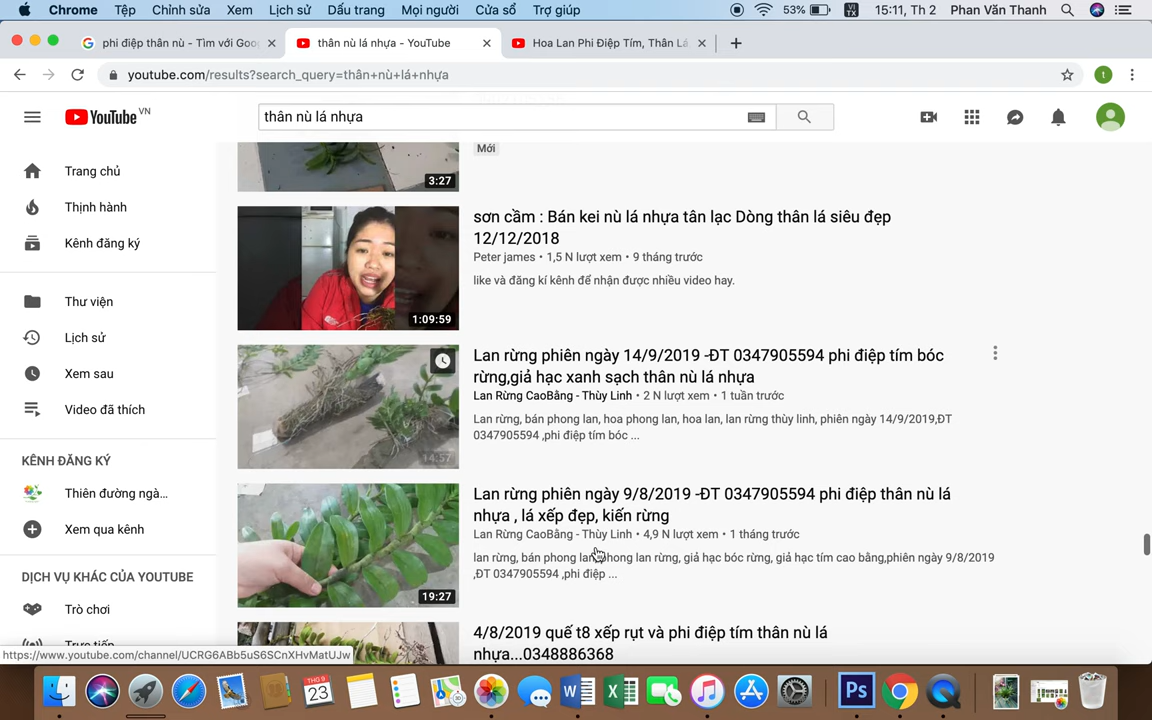 Chrome Tệp Chỉnh sửa Xem Lịch sử Dấu trang Mọi người Cửa sổ Trợ giúp 53% VI TX 15:11, Th 2 Phan Văn Thanh
phi điệp thân nù - Tìm với Goo thân nù lá nhựa - YouTube Hoa Lan Phi Điệp Tím, Thân Lá
youtube.com/results?search_query=thân+nù+lá+nhựa t
YouTube VN thân nù lá nhựa
Trang chủ
Thịnh hành
Kênh đăng ký
Thư viện
Lịch sử
Xem sau
Video đã thích
KÊNH ĐĂNG KÝ
Thiên đường ngà...
Xem qua kênh
DỊCH VỤ KHÁC CỦA YOUTUBE
Trò chơi
Trực tiếp
3:27
Mới
sơn cầm : Bán kei nù lá nhựa tân lạc Dòng thân lá siêu đẹp
12/12/2018
Peter james • 1,5 N lượt xem • 9 tháng trước
like và đăng kí kênh để nhận được nhiều video hay.
1:09:59
Lan rừng phiên ngày 14/9/2019 -ĐT 0347905594 phi điệp tím bóc
rừng,giả hạc xanh sạch thân nù lá nhựa
Lan Rừng CaoBằng - Thùy Linh • 2 N lượt xem • 1 tuần trước
Lan rừng, bán phong lan, hoa phong lan, hoa lan, lan rừng thùy linh, phiên ngày 14/9/2019,ĐT
0347905594 ,phi điệp tím bóc ...
14:57
Lan rừng phiên ngày 9/8/2019 -ĐT 0347905594 phi điệp thân nù lá
nhựa , lá xếp đẹp, kiến rừng
Lan Rừng CaoBằng - Thùy Linh • 4,9 N lượt xem • 1 tháng trước
lan rừng, bán phong lan, phong lan rừng, giả hạc bóc rừng, giả hạc tím cao bằng,phiên ngày 9/8/2019
,ĐT 0347905594 ,phi điệp ...
19:27
4/8/2019 quế t8 xếp rụt và phi điệp tím thân nù lá
nhựa...0348886368
https://www.youtube.com/channel/UCRG6ABb5uS6SCnXHvMatUJw
THG 9
23